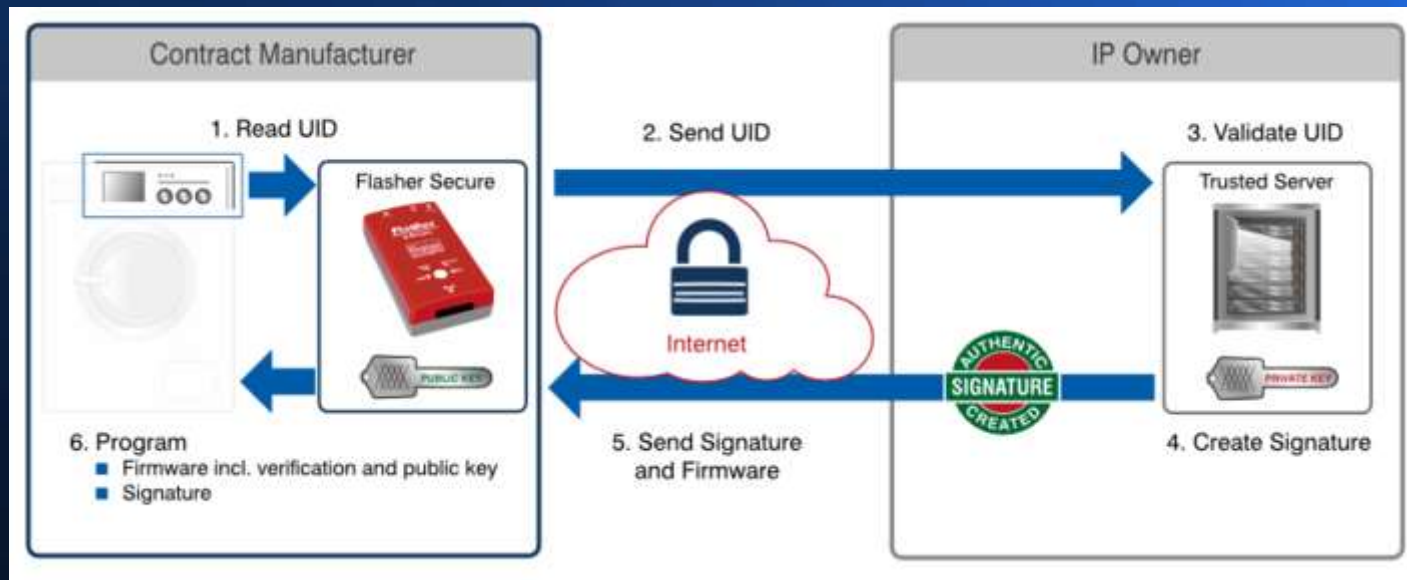 Contract Manufacturer
IP Owner
1. Read UID
2. Send UID
3. Validate UID
Flasher Secure
Trusted Server
Flasher
Internet
AUTHENTIC
SIGNATURE
CREATED
PUBLIC KEY
PRIVATE KEY
6. Program
■ Firmware incl. verification and public key
■ Signature
5. Send Signature
and Firmware
4. Create Signature